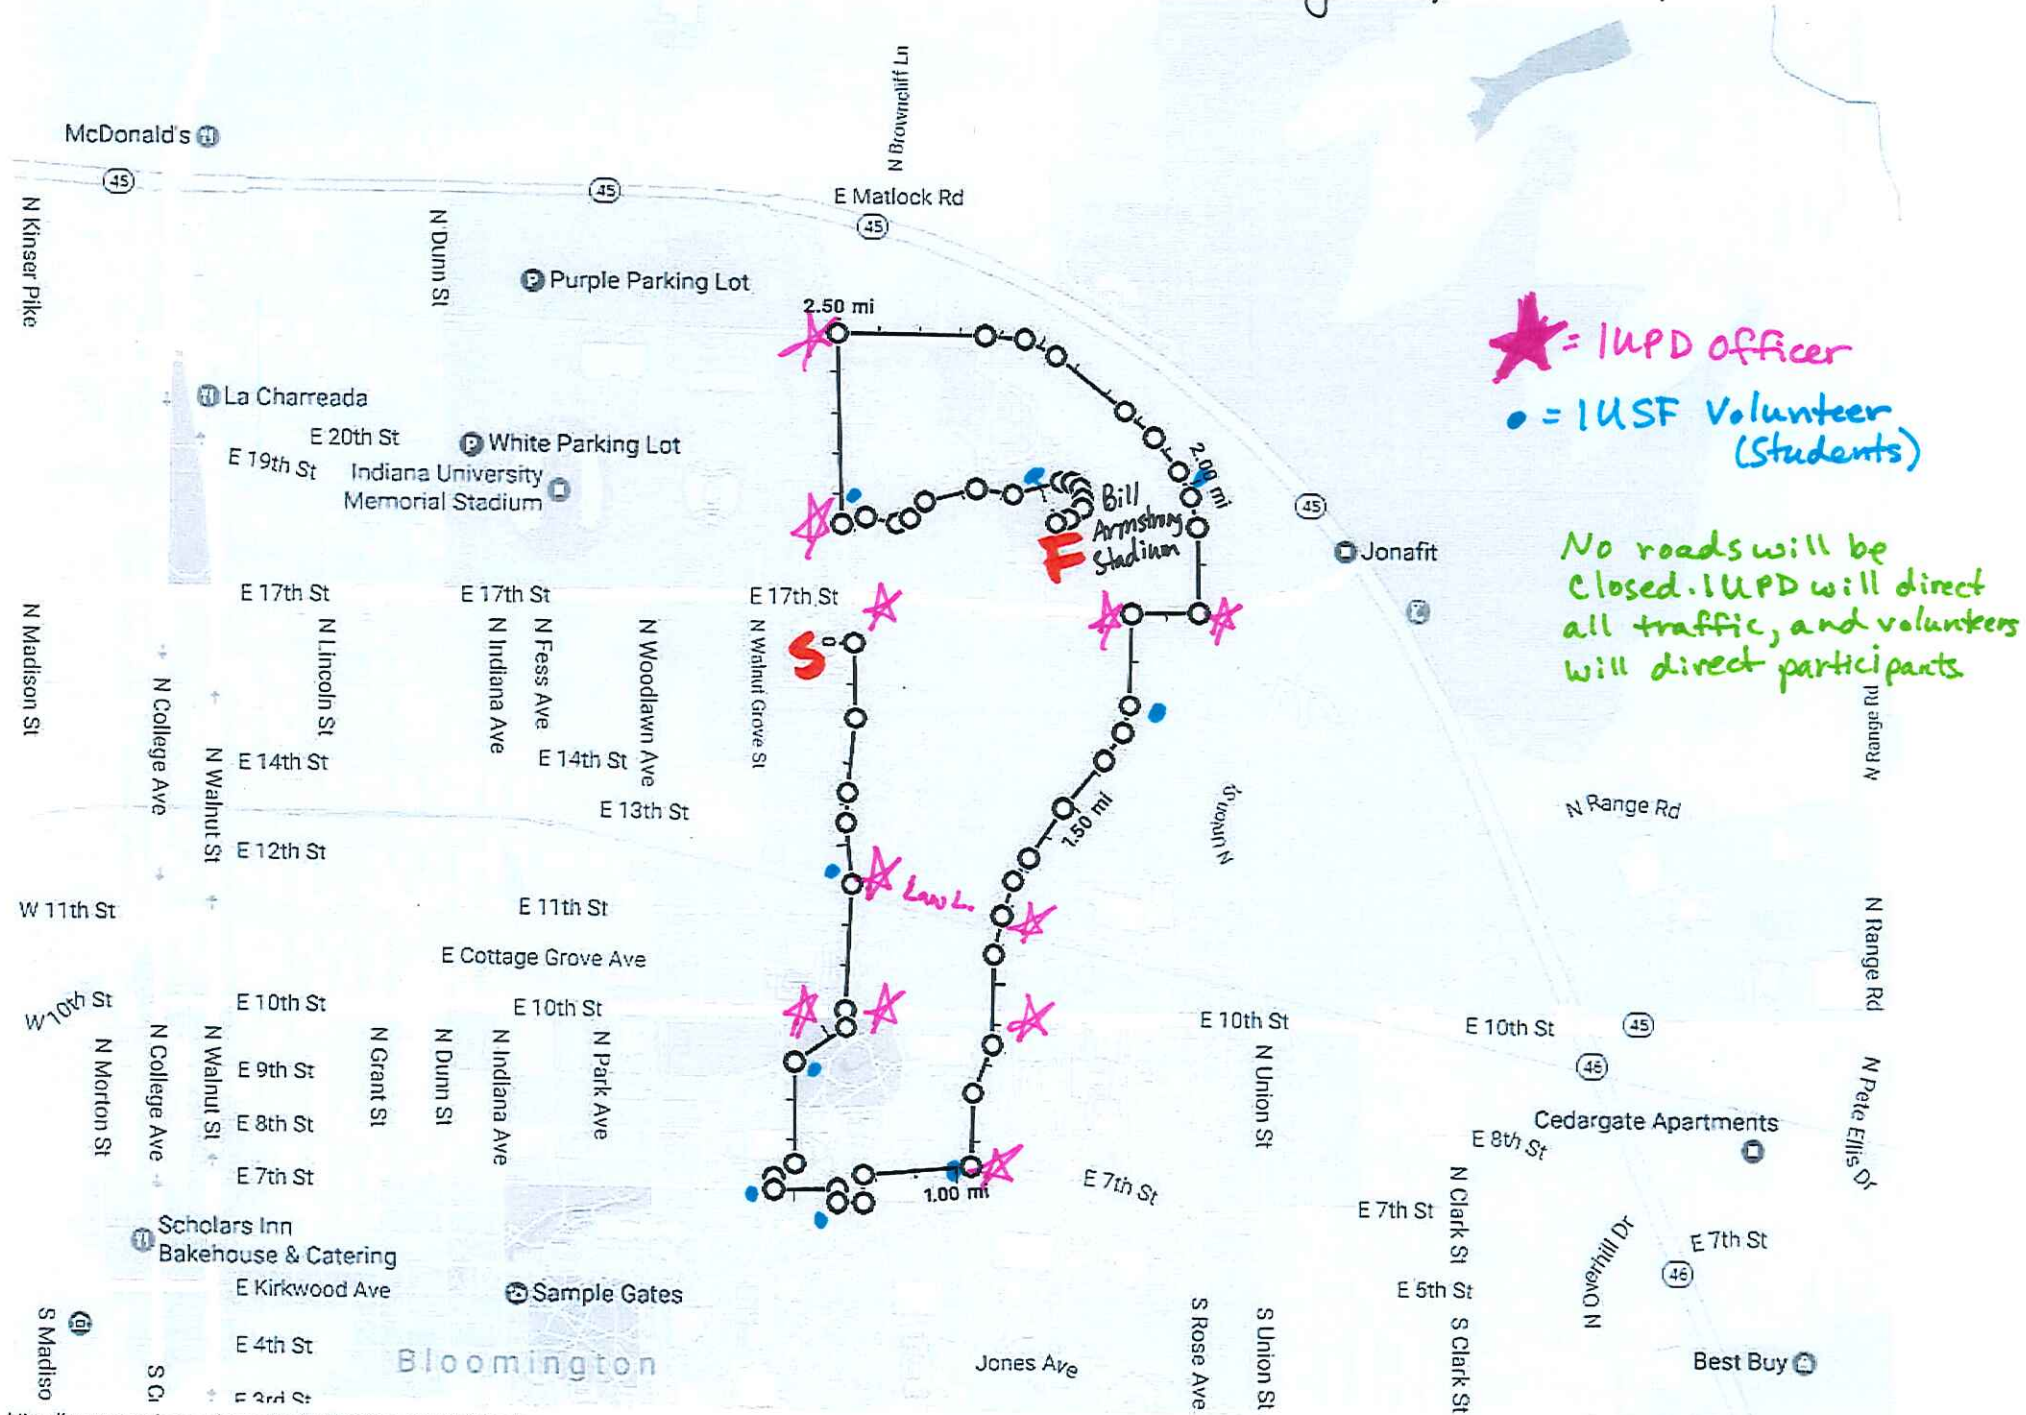 N Browncliff Ln
McDonald's
45
45
E Matlock Rd
45
N Kinser Pike
N Dunn St
Purple Parking Lot
2.50 mi
= IUPD officer
= IUSF Volunteer
(Students)
La Charreada
E 20th St
White Parking Lot
E 19th St
Indiana University
Memorial Stadium
2.00 mi
Bill
Armstrong
Stadium
F
45
Jonafit
No roads will be
closed. IUPD will direct
all traffic, and volunteers
will direct participants
E 17th St
E 17th St
E 17th St
S
0
N Madison St
N College Ave
N Lincoln St
N Indiana Ave
N Fess Ave
N Woodlawn Ave
N Walnut Grove St
N Range Rd
N Walnut St
E 14th St
E 14th St
E 13th St
1.50 mi
N Union St
N Range Rd
E 12th St
W 11th St
E 11th St
Law L.
N Range Rd
E Cottage Grove Ave
W 10th St
E 10th St
E 10th St
E 10th St
E 10th St
45
N Morton St
N College Ave
N Walnut St
N Grant St
N Dunn St
N Indiana Ave
N Park Ave
N Union St
46
N Pete Ellis Dr
E 9th St
E 8th St
Cedargate Apartments
E 8th St
E 7th St
1.00 mi
E 7th St
E 7th St
N Clark St
N Overhill Dr
E 7th St
46
Scholars Inn
Bakehouse & Catering
E Kirkwood Ave
Sample Gates
E 5th St
S Madiso
E 4th St
Bloomington
Jones Ave
S Rose Ave
S Union St
S Clark St
Best Buy
E 3rd St